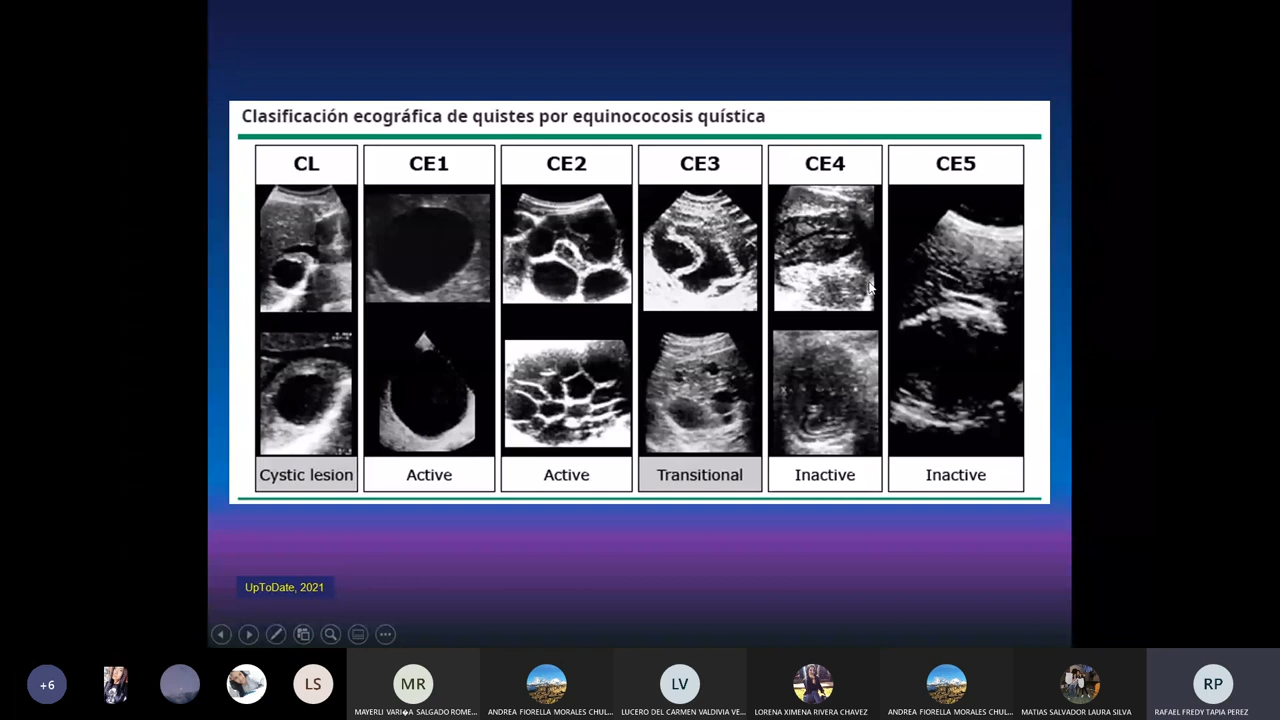 Clasificación ecográfica de quistes por equinococosis quística
CL CE1 CE2 CE3 CE4 CE5
Cystic lesion Active Active Transitional Inactive Inactive
UpToDate, 2021
+6 LS MR LV RP
MAYERLI VARI�A SALGADO ROME... ANDRE FIORELLA MORALES CHUL... LUCERO DEL CARMEN VALDIVIA VE... LORENA XIMENA RIVERA CHAVEZ ANDREA FIORELLA MORALES CHUL... MATIAS SALVADOR LAURA SILVA RAFAEL FREDY TAPIA PEREZ